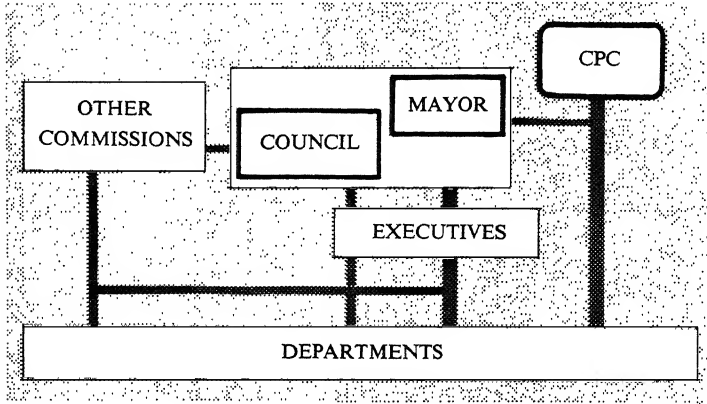 CPC
MAYOR
OTHER
COMMISSIONS
COUNCIL
EXECUTIVES
DEPARTMENTS